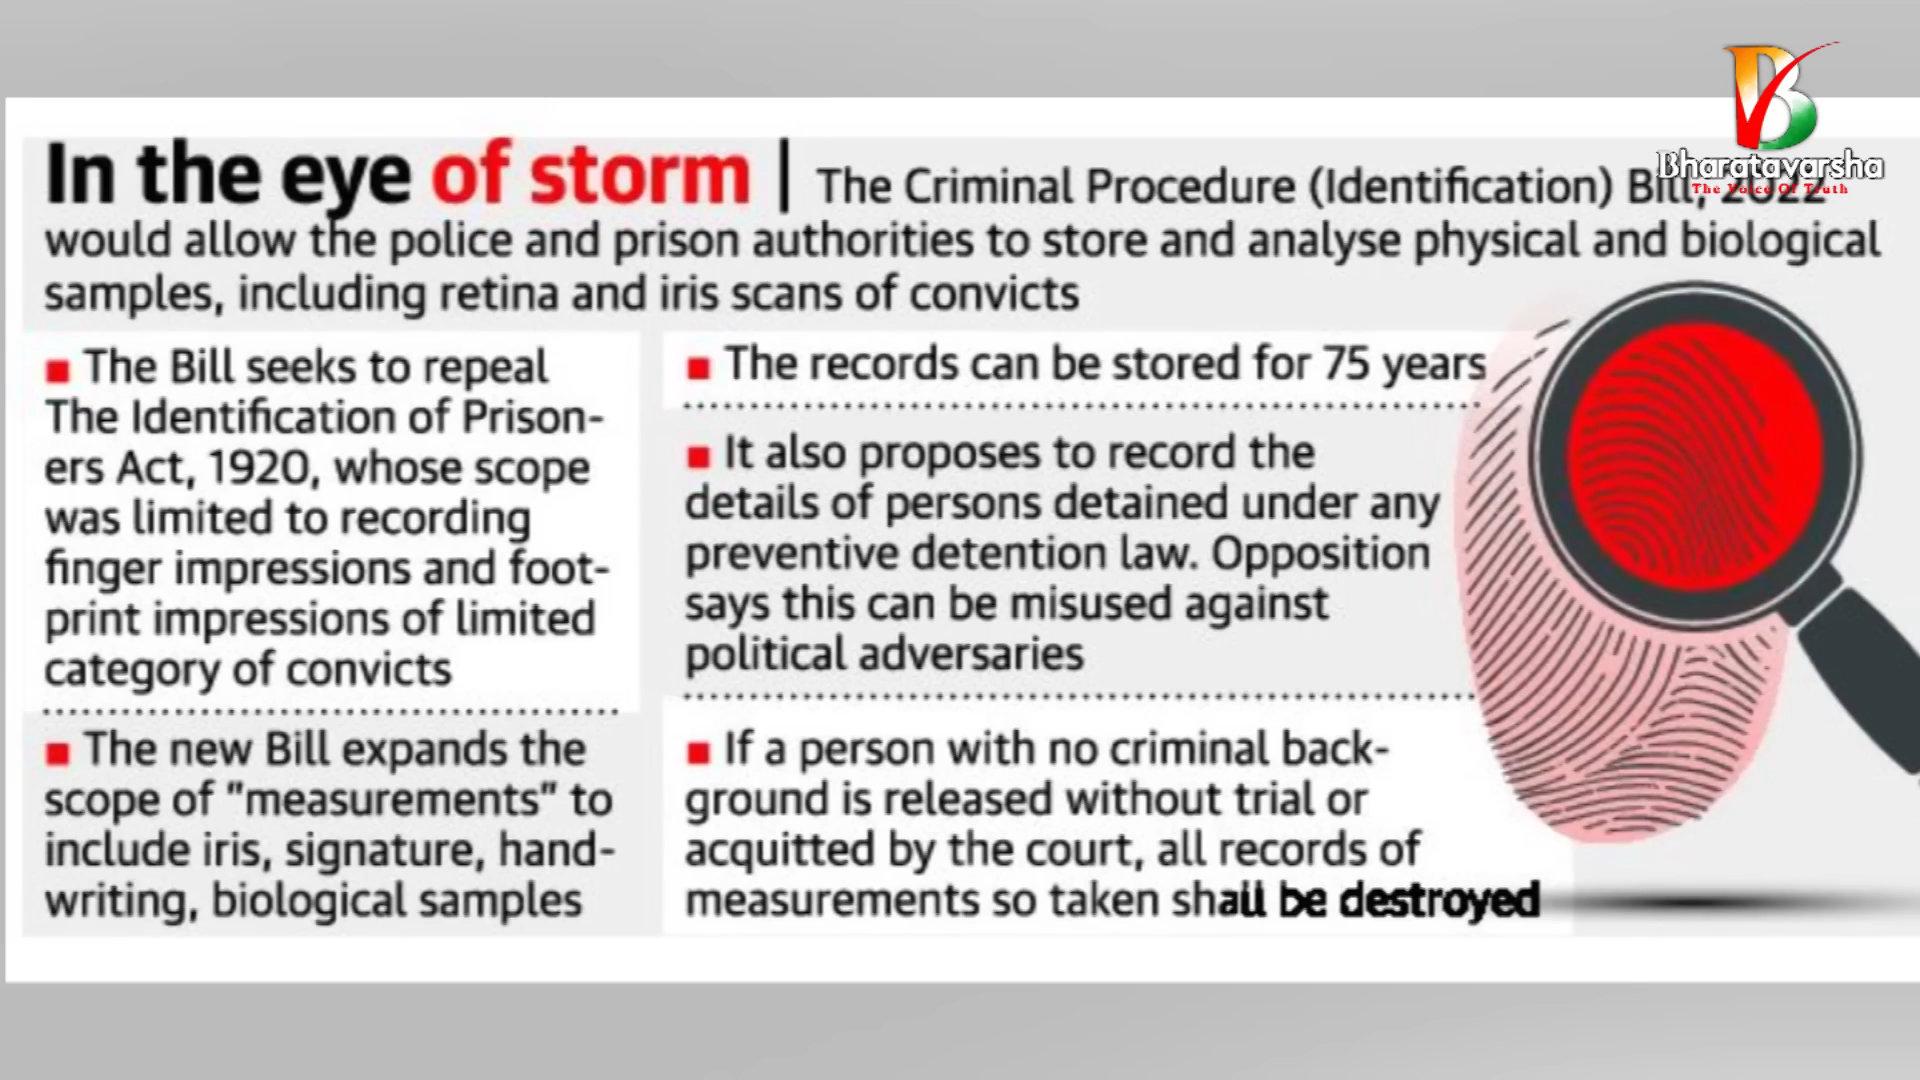 In the eye of storm | The Criminal Procedure (Identification) Bill, 2022
would allow the police and prison authorities to store and analyse physical and biological
samples, including retina and iris scans of convicts
The Bill seeks to repeal
The Identification of Prison-
ers Act, 1920, whose scope
was limited to recording
finger impressions and foot-
print impressions of limited
category of convicts
The new Bill expands the
scope of "measurements" to
include iris, signature, hand-
writing, biological samples
The records can be stored for 75 years
It also proposes to record the
details of persons detained under any
preventive detention law. Opposition
says this can be misused against
political adversaries
If a person with no criminal back-
ground is released without trial or
acquitted by the court, all records of
measurements so taken shall be destroyed
Bharatavarsha
The Voice Of Truth